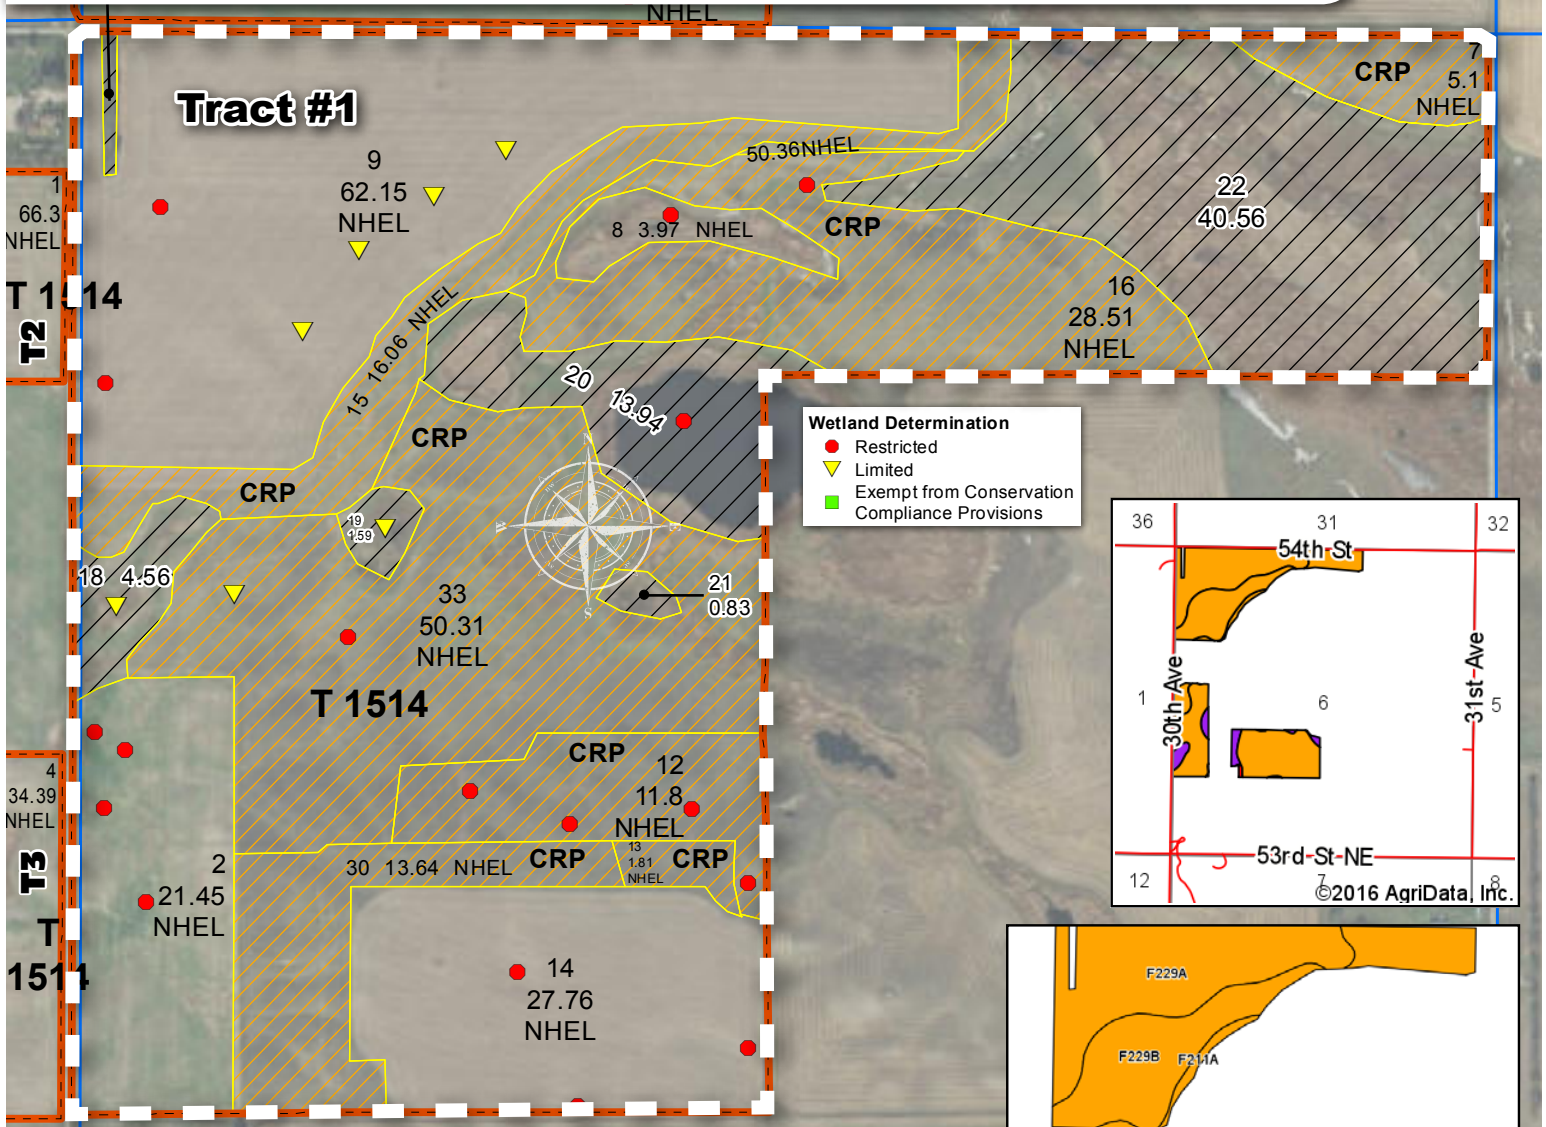 NHEL
Tract #1
CRP
7
5.1
NHEL
9
62.15
NHEL
50.36NHEL
1
66.3
NHEL
T 1514
T2
8 3.97 NHEL
CRP
22
40.56
16
28.51
NHEL
15 16.06 NHEL
20 13.94
CRP
CRP
Wetland Determination
Restricted
Limited
Exempt from Conservation
Compliance Provisions
N
S
19
1.59
18 4.56
33
50.31
NHEL
21
0.83
T 1514
CRP
12
11.8
NHEL
4
34.39
NHEL
T3
30 13.64 NHEL
CRP
13
1.81
NHEL
CRP
2
21.45
NHEL
T
1514
14
27.76
NHEL
36
31
32
54th St
1
30th Ave
6
31st-Ave
5
12
53rd-St-NE
7
8
©2016 AgriData, Inc.
F229A
F229B
F211A